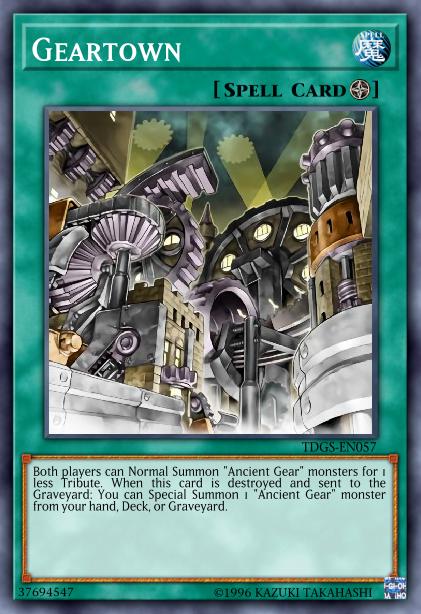 GEARTOWN
SPELL
魔
[SPELL CARD]
TDGS-EN057
Both players can Normal Summon "Ancient Gear" monsters for 1
less Tribute. When this card is destroyed and sent to the
Graveyard: You can Special Summon 1 "Ancient Gear" monster
from your hand, Deck, or Graveyard.
37694547
©1996 KAZUKI TAKAHASHI